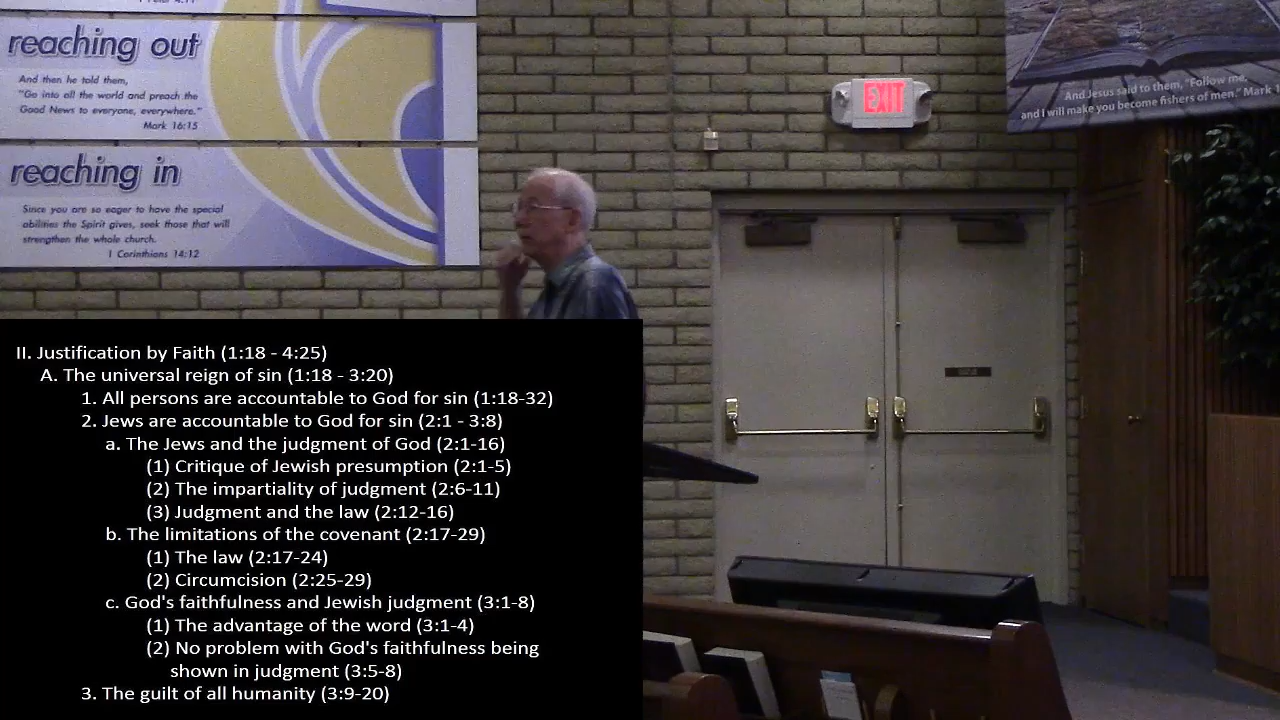 reaching out
And then he told them,
"Go into all the world and preach the
Good News to everyone, everywhere."
Mark 16:15
reaching in
Since you are so eager to have the special
abilities the Spirit gives, seek those that will
strengthen the whole church.
1 Corinthians 14:12
EXIT
And Jesus said to them, "Follow me,
and I will make you become fishers of men." Mark 1
II. Justification by Faith (1:18 - 4:25)
A. The universal reign of sin (1:18 - 3:20)
1. All persons are accountable to God for sin (1:18-32)
2. Jews are accountable to God for sin (2:1 - 3:8)
a. The Jews and the judgment of God (2:1-16)
(1) Critique of Jewish presumption (2:1-5)
(2) The impartiality of judgment (2:6-11)
(3) Judgment and the law (2:12-16)
b. The limitations of the covenant (2:17-29)
(1) The law (2:17-24)
(2) Circumcision (2:25-29)
c. God's faithfulness and Jewish judgment (3:1-8)
(1) The advantage of the word (3:1-4)
(2) No problem with God's faithfulness being
shown in judgment (3:5-8)
3. The guilt of all humanity (3:9-20)